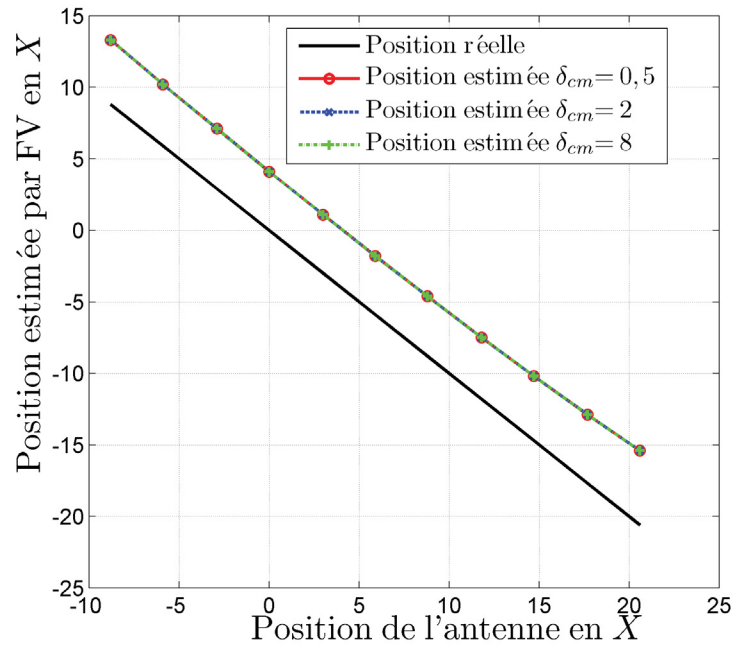 15
10
5
0
-5
-10
-15
-20
-25
-10 -5 0 5 10 15 20 25
Position estimée par FV en X
Position de l'antenne en X
Position réelle
Position estimée δcm= 0, 5
Position estimée δcm= 2
Position estimée δcm= 8